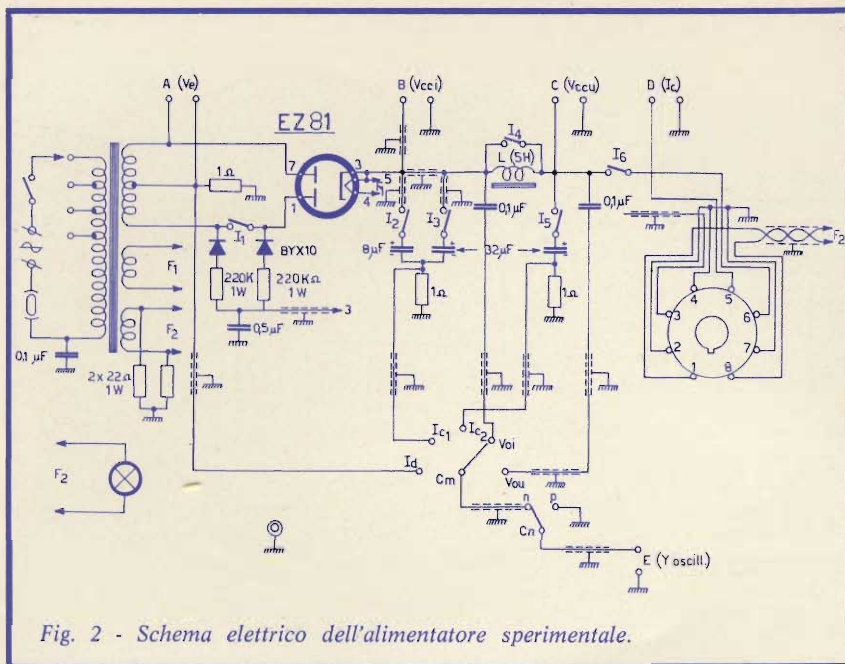 A (Ve)
B (Vcci)
C (Vccu)
D (Ic)
EZ81
1Ω
7
1
3
5
4
I1
I2
I3
I4
L (5H)
I5
I6
BYX10
220K
1W
220KΩ
1W
0,5µF
3
F1
F2
0,1 µF
2x22Ω
1W
8µF
32µF
0,1µF
0,1µF
1Ω
1Ω
F2
4
5
3
6
2
7
1
8
Ic1
Ic2
Voi
Id
Cm
Vou
n
p
Cn
E (Y oscill.)
F2
Fig. 2 - Schema elettrico dell'alimentatore sperimentale.